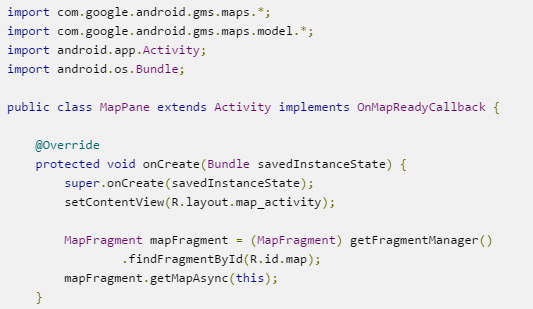 import com.google.android.gms.maps.*;
import com.google.android.gms.maps.model.*;
import android.app.Activity;
import android.os.Bundle;

public class MapPane extends Activity implements OnMapReadyCallback {

    @Override
    protected void onCreate(Bundle savedInstanceState) {
        super.onCreate(savedInstanceState);
        setContentView(R.layout.map_activity);

        MapFragment mapFragment = (MapFragment) getFragmentManager()
                .findFragmentById(R.id.map);
        mapFragment.getMapAsync(this);
    }